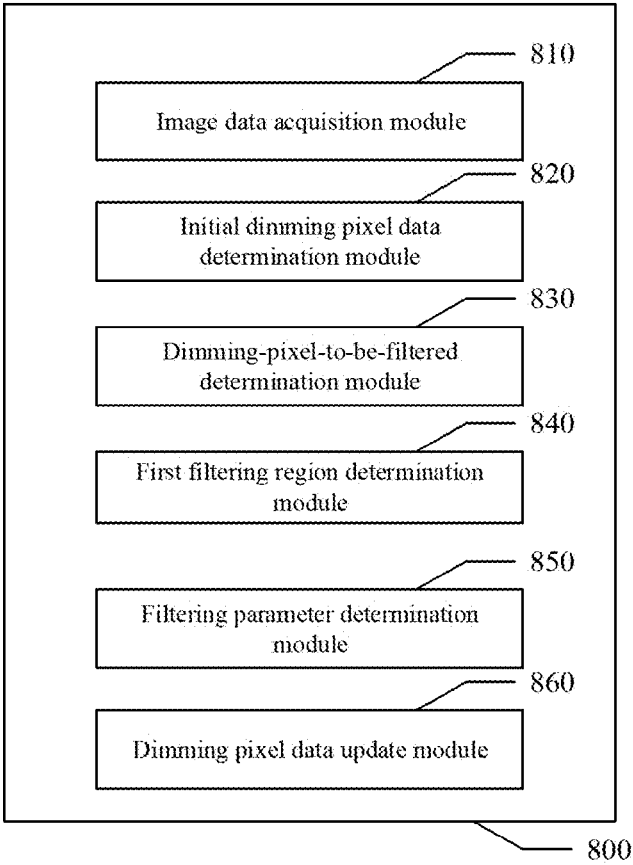 810
Image data acquisition module
820
Initial dimming pixel data
determination module
830
Dimming-pixel-to-be-filtered
determination module
840
First filtering region determination
module
850
Filtering parameter determination
module
860
Dimming pixel data update module
800